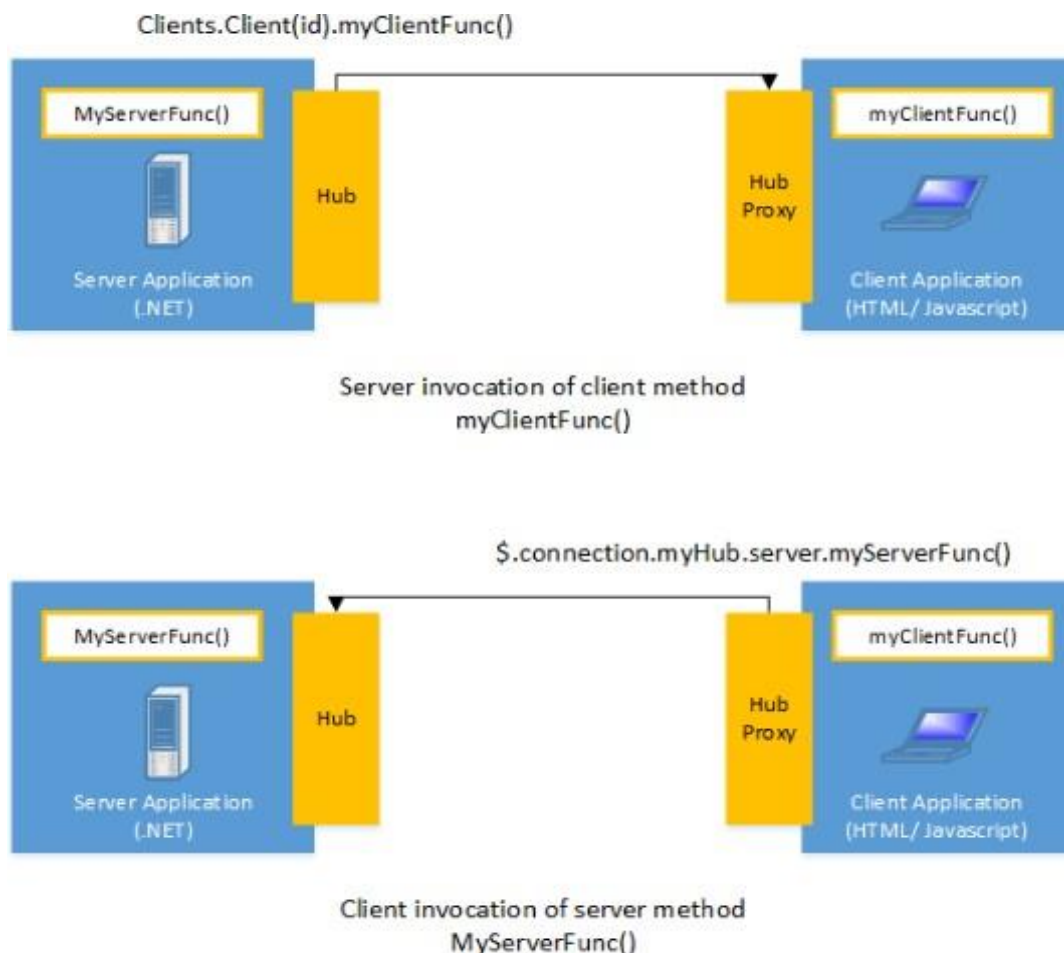 Clients.Client(id).myClientFunc()
MyServerFunc()
Hub
Server Application
(.NET)
Hub
Proxy
myClientFunc()
Client Application
(HTML/ Javascript)
Server invocation of client method
myClientFunc()
$.connection.myHub.server.myServerFunc()
MyServerFunc()
Hub
Server Application
(.NET)
Hub
Proxy
myClientFunc()
Client Application
(HTML/ Javascript)
Client invocation of server method
MyServerFunc()